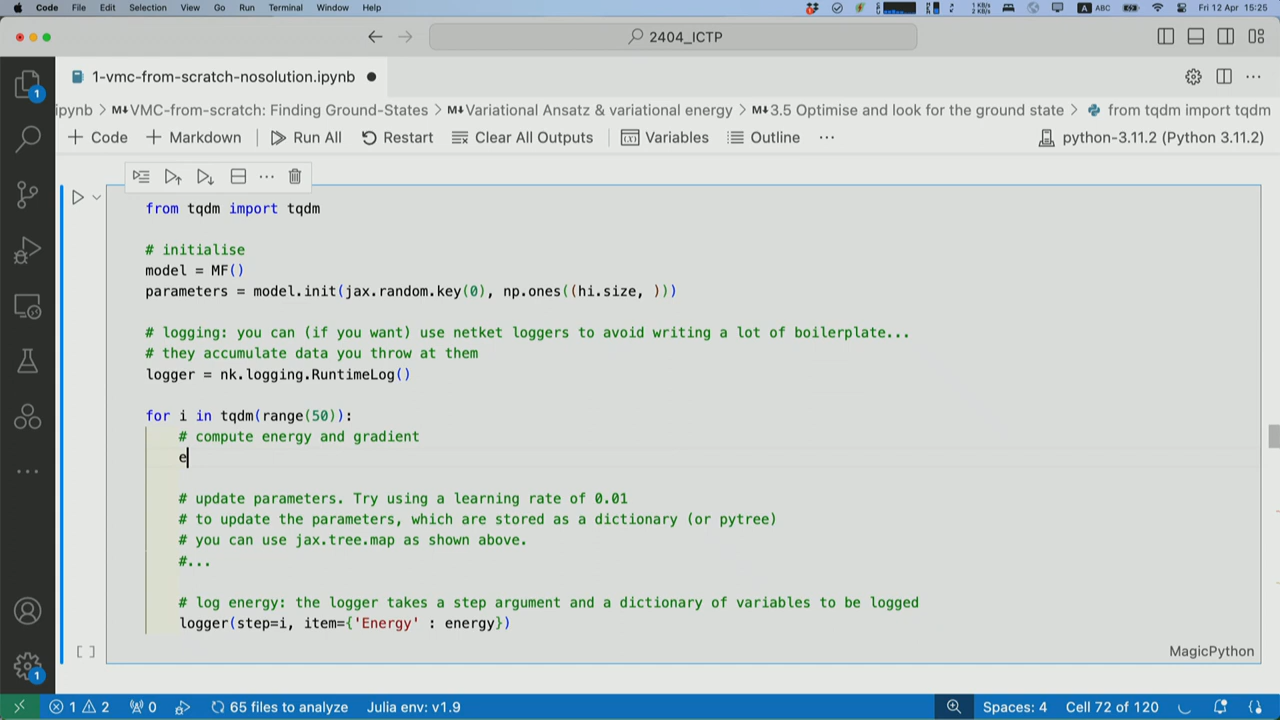 Code File Edit Selection View Go Run Terminal Window Help
1 KB/s
2 KB/s
A ABC
Fri 12 Apr 15:25
2404_ICTP
1-vmc-from-scratch-nosolution.ipynb
ipynb > VMC-from-scratch: Finding Ground-States > Variational Ansatz & variational energy > 3.5 Optimise and look for the ground state > from tqdm import tqdm
+ Code + Markdown Run All Restart Clear All Outputs Variables Outline ... python-3.11.2 (Python 3.11.2)
from tqdm import tqdm
# initialise
model = MF()
parameters = model.init(jax.random.key(0), np.ones((hi.size, )))
# logging: you can (if you want) use netket loggers to avoid writing a lot of boilerplate...
# they accumulate data you throw at them
logger = nk.logging.RuntimeLog()
for i in tqdm(range(50)):
# compute energy and gradient
e
# update parameters. Try using a learning rate of 0.01
# to update the parameters, which are stored as a dictionary (or pytree)
# you can use jax.tree.map as shown above.
#...
# log energy: the logger takes a step argument and a dictionary of variables to be logged
logger(step=i, item={'Energy' : energy})
[ ]
MagicPython
1
1
1 2 0 65 files to analyze Julia env: v1.9 Spaces: 4 Cell 72 of 120